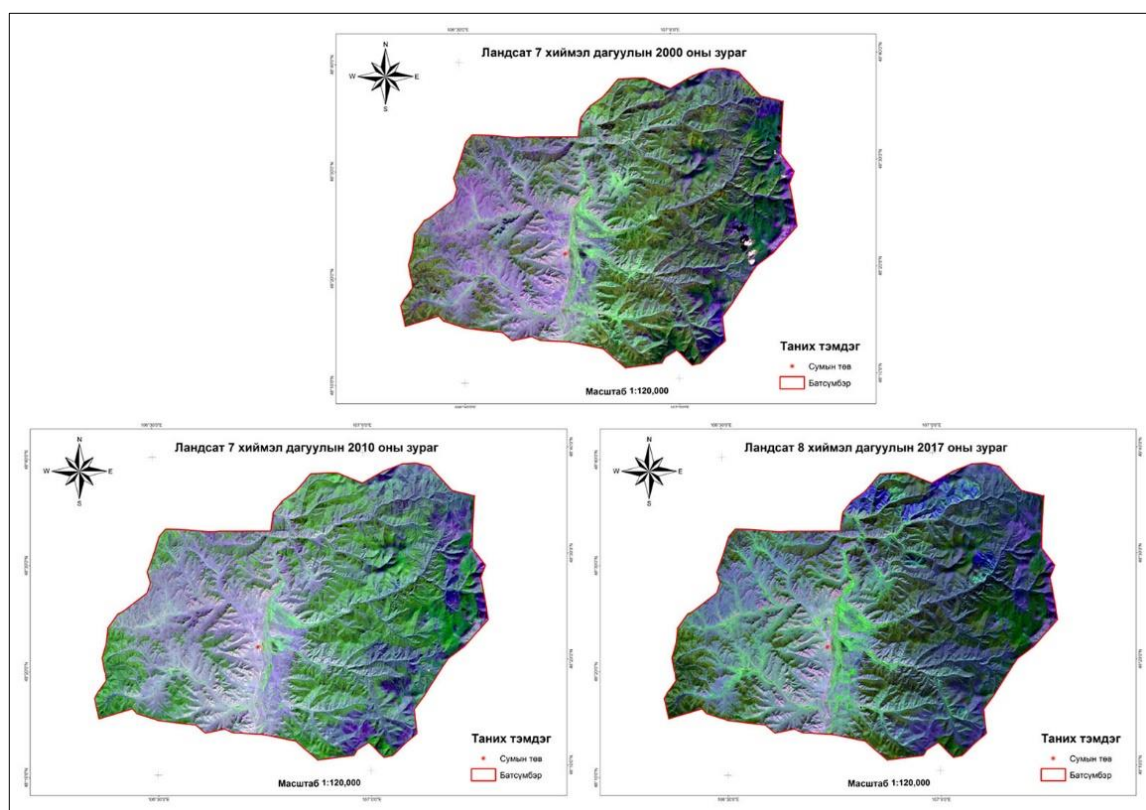 Ландсат 7 хиймэл дагуулын 2000 оны зураг
N
W E
S
Таних тэмдэг
Сумын төв
Батсүмбэр
Масштаб 1:120,000
Ландсат 7 хиймэл дагуулын 2010 оны зураг
N
W E
S
Таних тэмдэг
Сумын төв
Батсүмбэр
Масштаб 1:120,000
Ландсат 8 хиймэл дагуулын 2017 оны зураг
N
W E
S
Таних тэмдэг
Сумын төв
Батсүмбэр
Масштаб 1:120,000